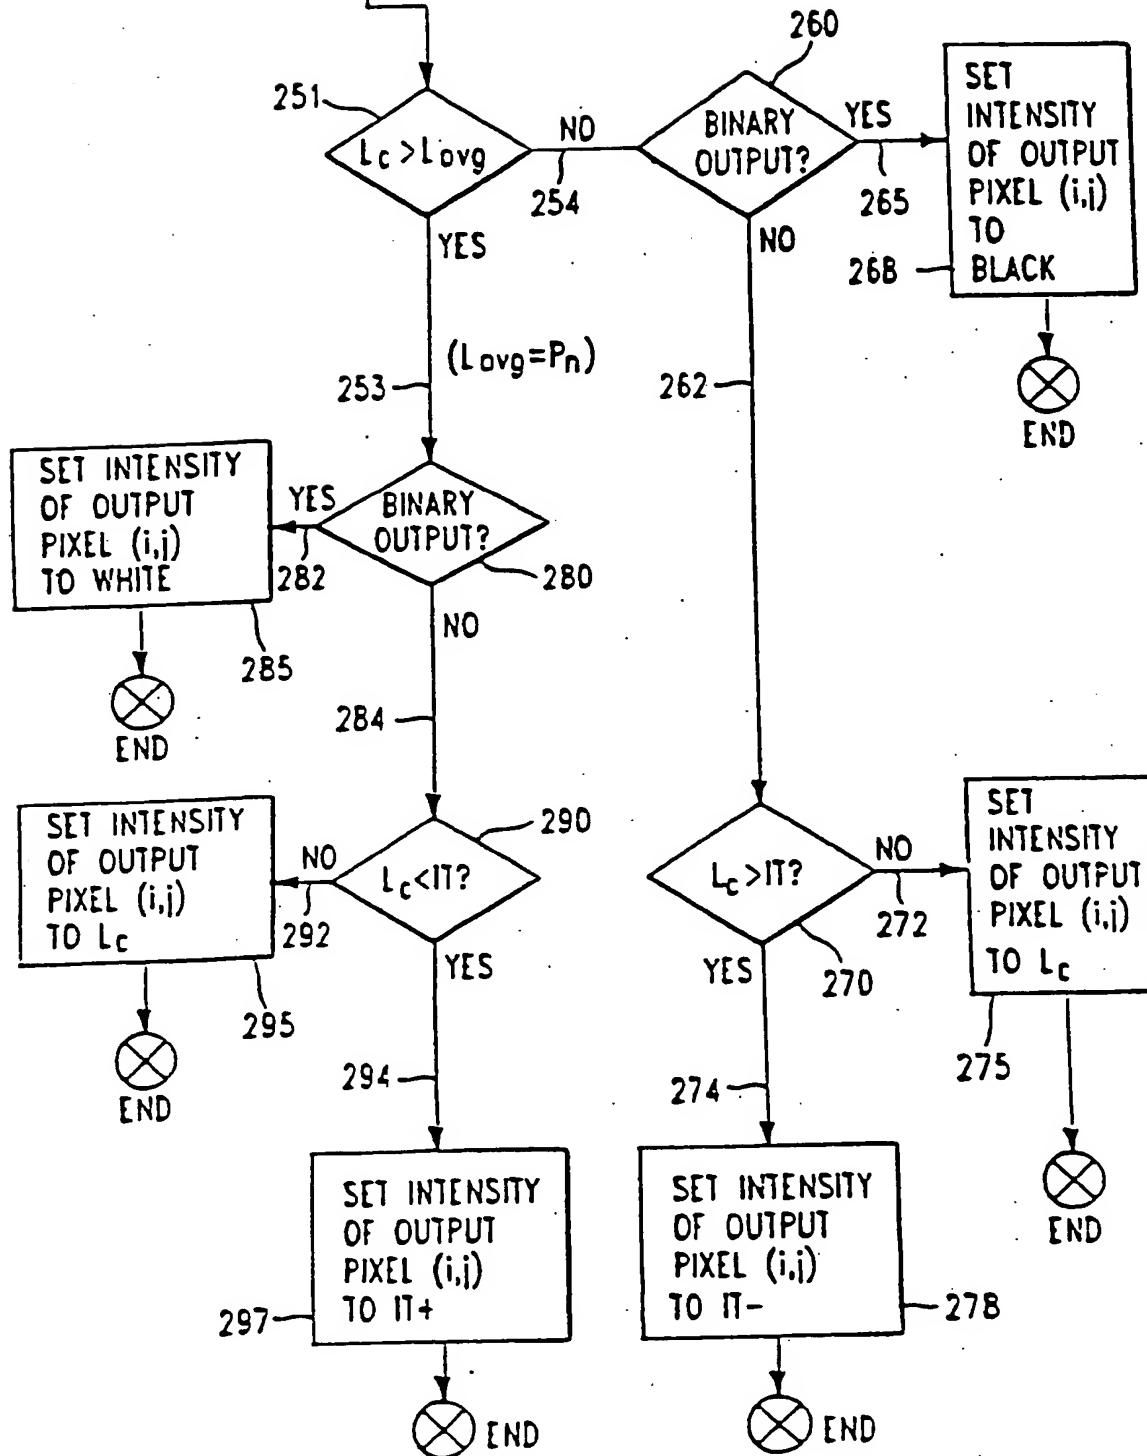 260
251
L c > L avg
NO
254
BINARY
OUTPUT?
YES
265
SET
INTENSITY
OF OUTPUT
PIXEL (i,j)
TO
BLACK
268
END
YES
NO
(L avg = Pn)
253
262
SET INTENSITY
OF OUTPUT
PIXEL (i,j)
TO WHITE
YES
282
BINARY
OUTPUT?
280
285
END
NO
284
SET INTENSITY
OF OUTPUT
PIXEL (i,j)
TO Lc
NO
292
Lc<IT?
290
295
END
YES
Lc>IT?
NO
272
270
YES
SET
INTENSITY
OF OUTPUT
PIXEL (i,j)
TO Lc
275
END
294
274
SET INTENSITY
OF OUTPUT
PIXEL (i,j)
TO IT+
297
END
SET INTENSITY
OF OUTPUT
PIXEL (i,j)
TO IT-
278
END